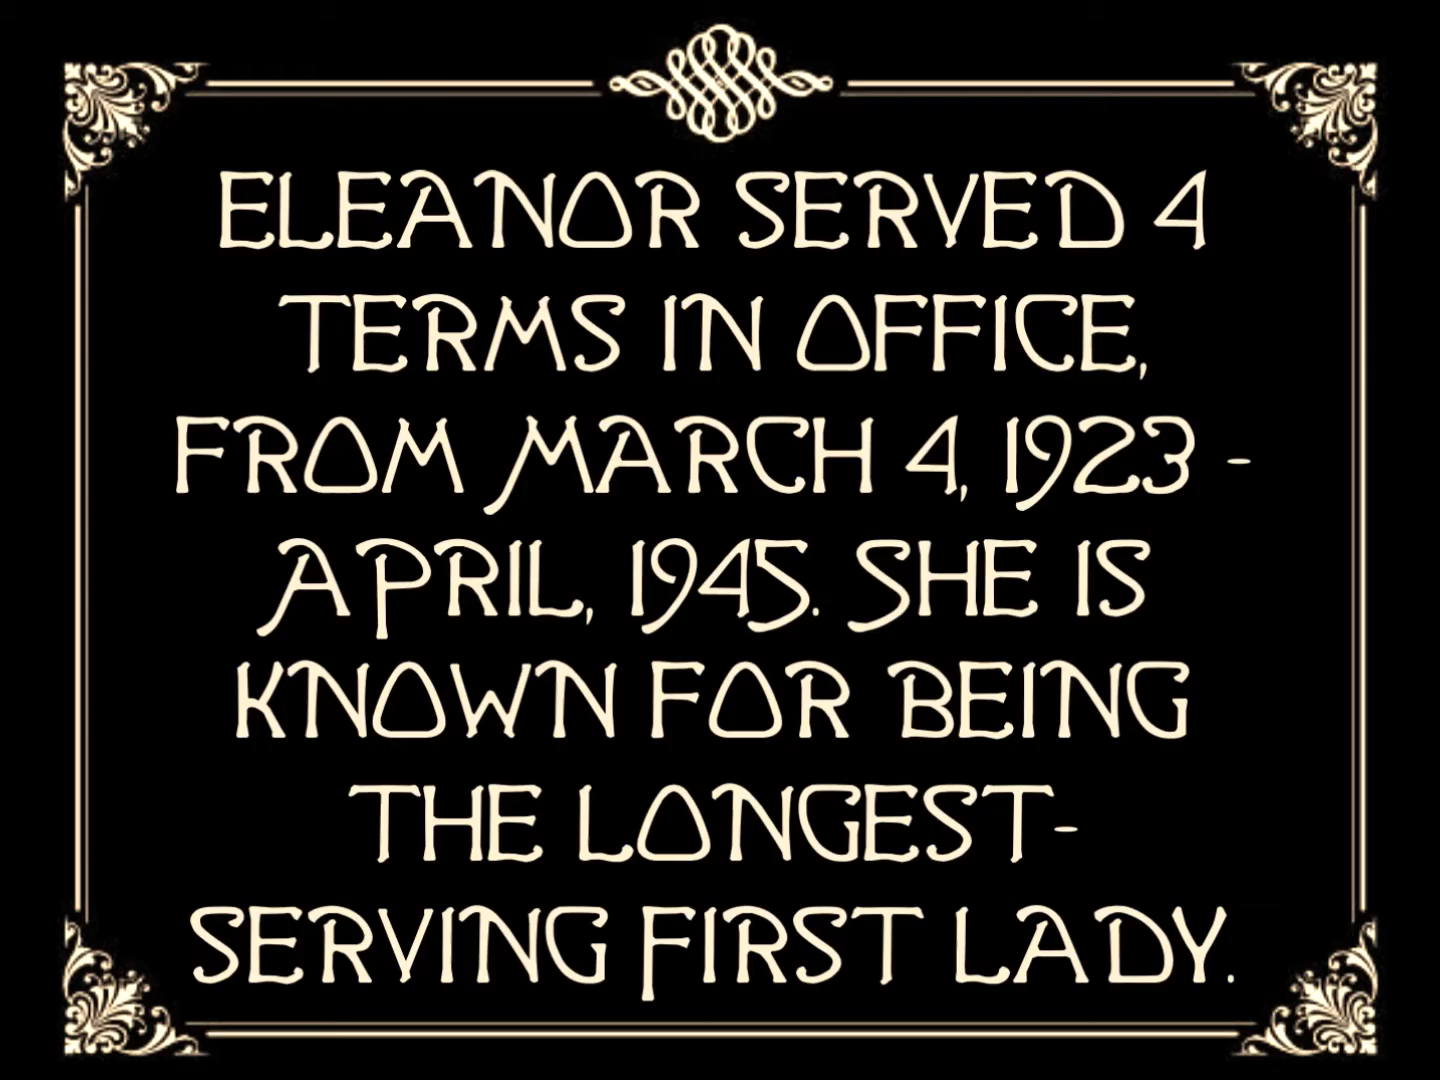 ELEANOR SERVED 4
TERMS IN OFFICE,
FROM MARCH 4, 1923 -
APRIL, 1945. SHE IS
KNOWN FOR BEING
THE LONGEST-
SERVING FIRST LADY.